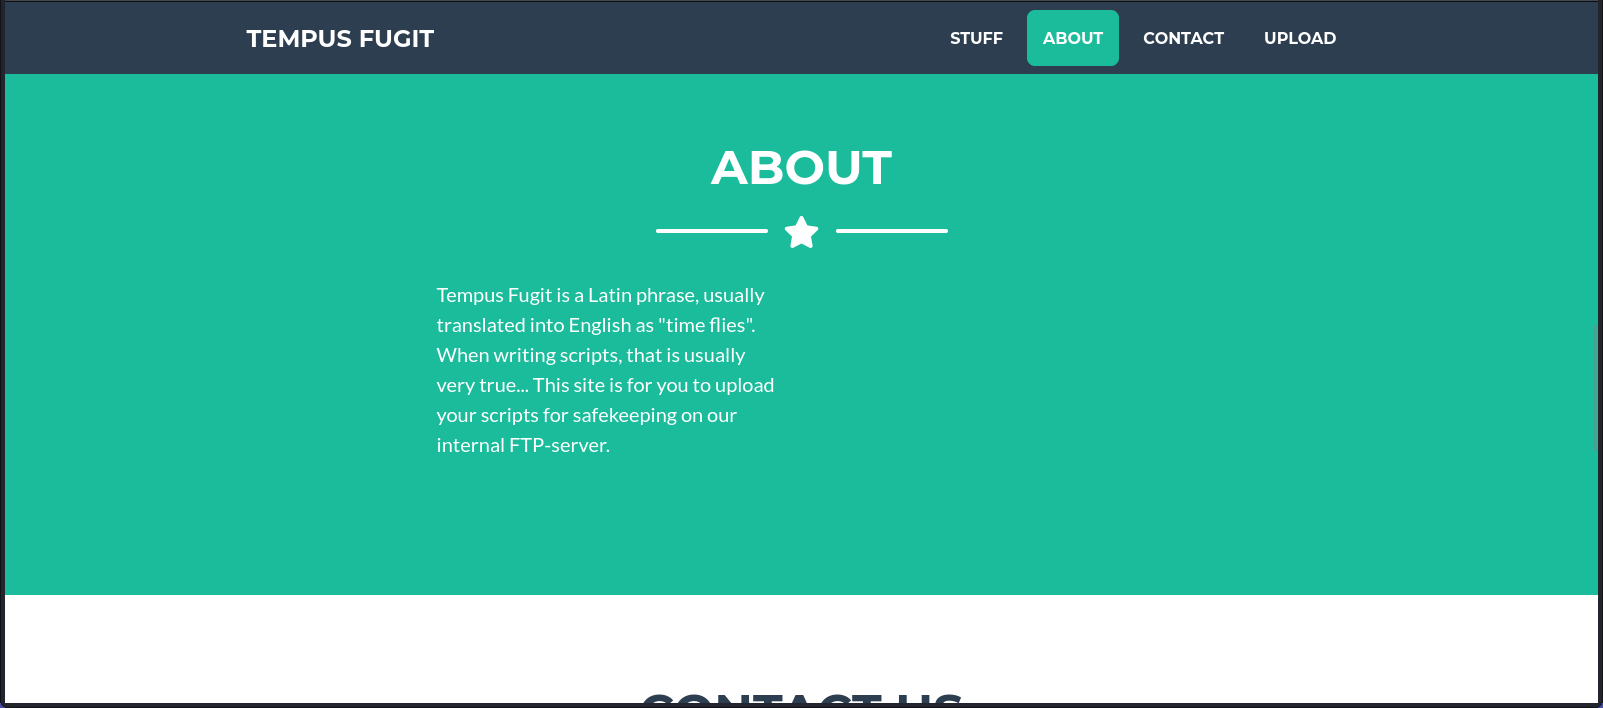 TEMPUS FUGIT
STUFF ABOUT CONTACT UPLOAD
ABOUT
Tempus Fugit is a Latin phrase, usually
translated into English as "time flies".
When writing scripts, that is usually
very true... This site is for you to upload
your scripts for safekeeping on our
internal FTP-server.
CONTACT US